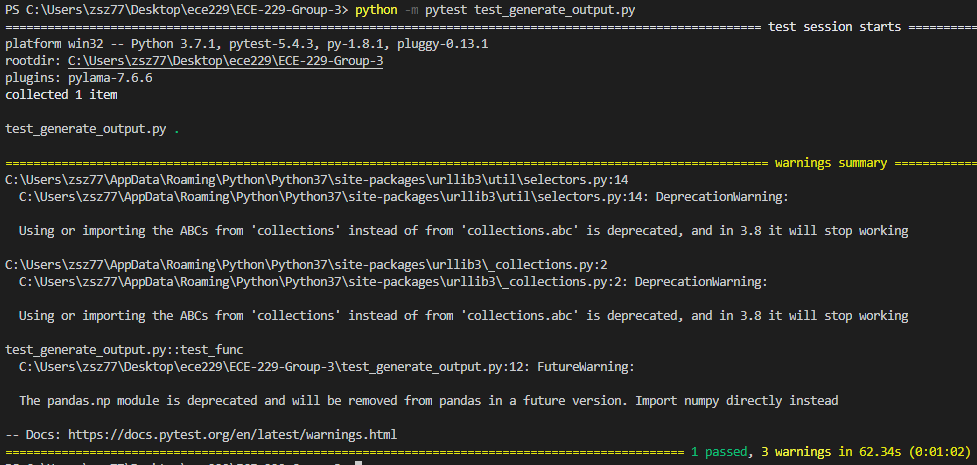 PS C:\Users\zsz77\Desktop\ece229\ECE-229-Group-3> python -m pytest test_generate_output.py
============================================================================================================ test session starts ==========
platform win32 -- Python 3.7.1, pytest-5.4.3, py-1.8.1, pluggy-0.13.1
rootdir: C:\Users\zsz77\Desktop\ece229\ECE-229-Group-3
plugins: pylama-7.6.6
collected 1 item
test_generate_output.py .
============================================================================================================= warnings summary ============
C:\Users\zsz77\AppData\Roaming\Python\Python37\site-packages\urllib3\util\selectors.py:14
C:\Users\zsz77\AppData\Roaming\Python\Python37\site-packages\urllib3\util\selectors.py:14: DeprecationWarning:
Using or importing the ABCs from 'collections' instead of from 'collections.abc' is deprecated, and in 3.8 it will stop working
C:\Users\zsz77\AppData\Roaming\Python\Python37\site-packages\urllib3\_collections.py:2
C:\Users\zsz77\AppData\Roaming\Python\Python37\site-packages\urllib3\_collections.py:2: DeprecationWarning:
Using or importing the ABCs from 'collections' instead of from 'collections.abc' is deprecated, and in 3.8 it will stop working
test_generate_output.py::test_func
C:\Users\zsz77\Desktop\ece229\ECE-229-Group-3\test_generate_output.py:12: FutureWarning:
The pandas.np module is deprecated and will be removed from pandas in a future version. Import numpy directly instead
-- Docs: https://docs.pytest.org/en/latest/warnings.html
================================================================================================= 1 passed, 3 warnings in 62.34s (0:01:02)